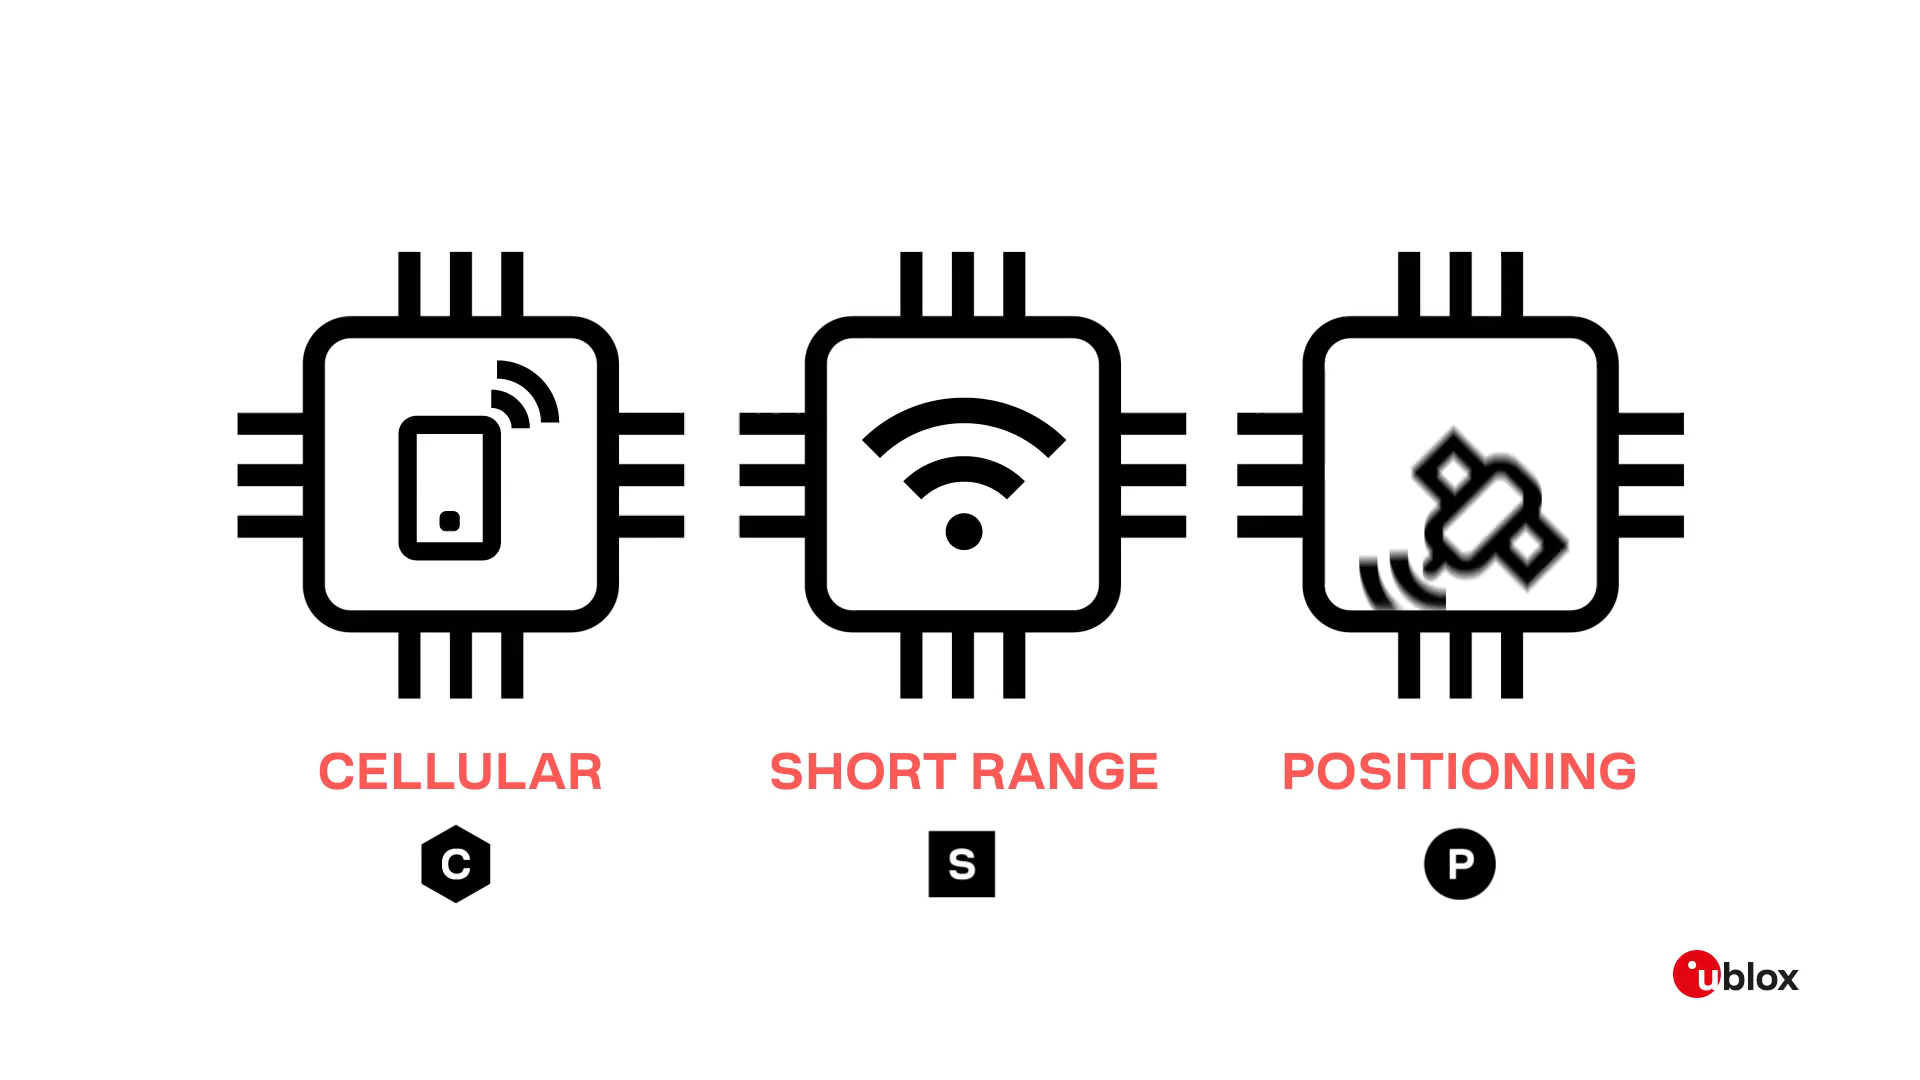 CELLULAR
SHORT RANGE
POSITIONING
C
S
P
ublox